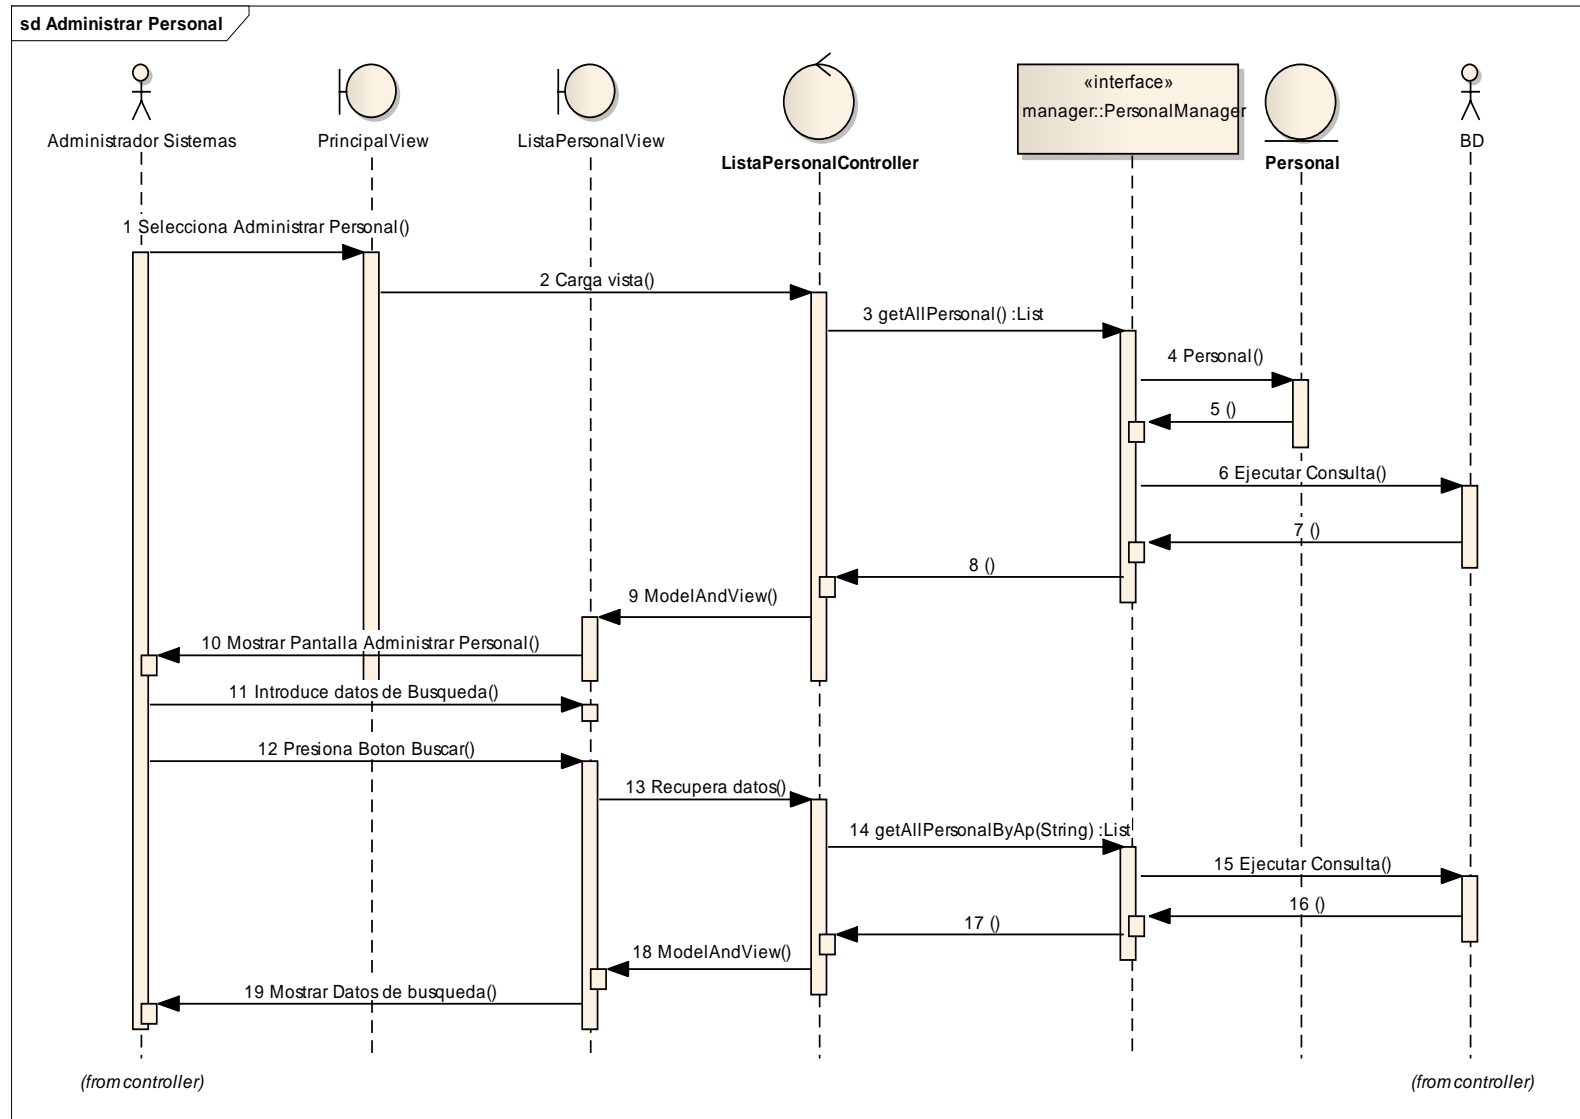 sd Administrar Personal
Administrador Sistemas
PrincipalView
ListaPersonalView
ListaPersonalController
«interface»
manager::PersonalManager
Personal
BD
1 Selecciona Administrar Personal()
2 Carga vista()
3 getAllPersonal() :List
4 Personal()
5 ()
6 Ejecutar Consulta()
7 ()
8 ()
9 ModelAndView()
10 Mostrar Pantalla Administrar Personal()
11 Introduce datos de Busqueda()
12 Presiona Boton Buscar()
13 Recupera datos()
14 getAllPersonalByAp(String) :List
15 Ejecutar Consulta()
16 ()
17 ()
18 ModelAndView()
19 Mostrar Datos de busqueda()
(from controller)
(from controller)